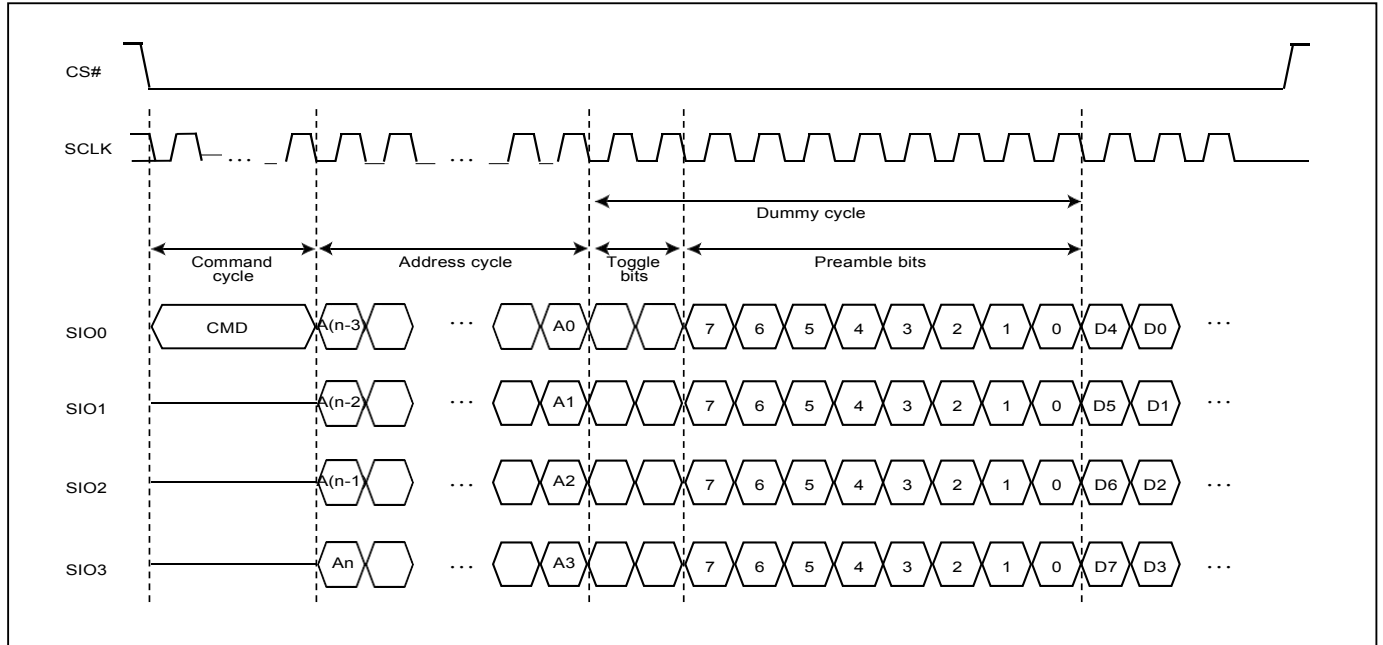 CS#
SCLK ... ...
Dummy cycle
Command cycle Address cycle Toggle bits Preamble bits
SIO0 CMD A(n-3) ... A0 7 6 5 4 3 2 1 0 D4 D0 ...
SIO1 A(n-2) ... A1 7 6 5 4 3 2 1 0 D5 D1 ...
SIO2 A(n-1) ... A2 7 6 5 4 3 2 1 0 D6 D2 ...
SIO3 An ... A3 7 6 5 4 3 2 1 0 D7 D3 ...